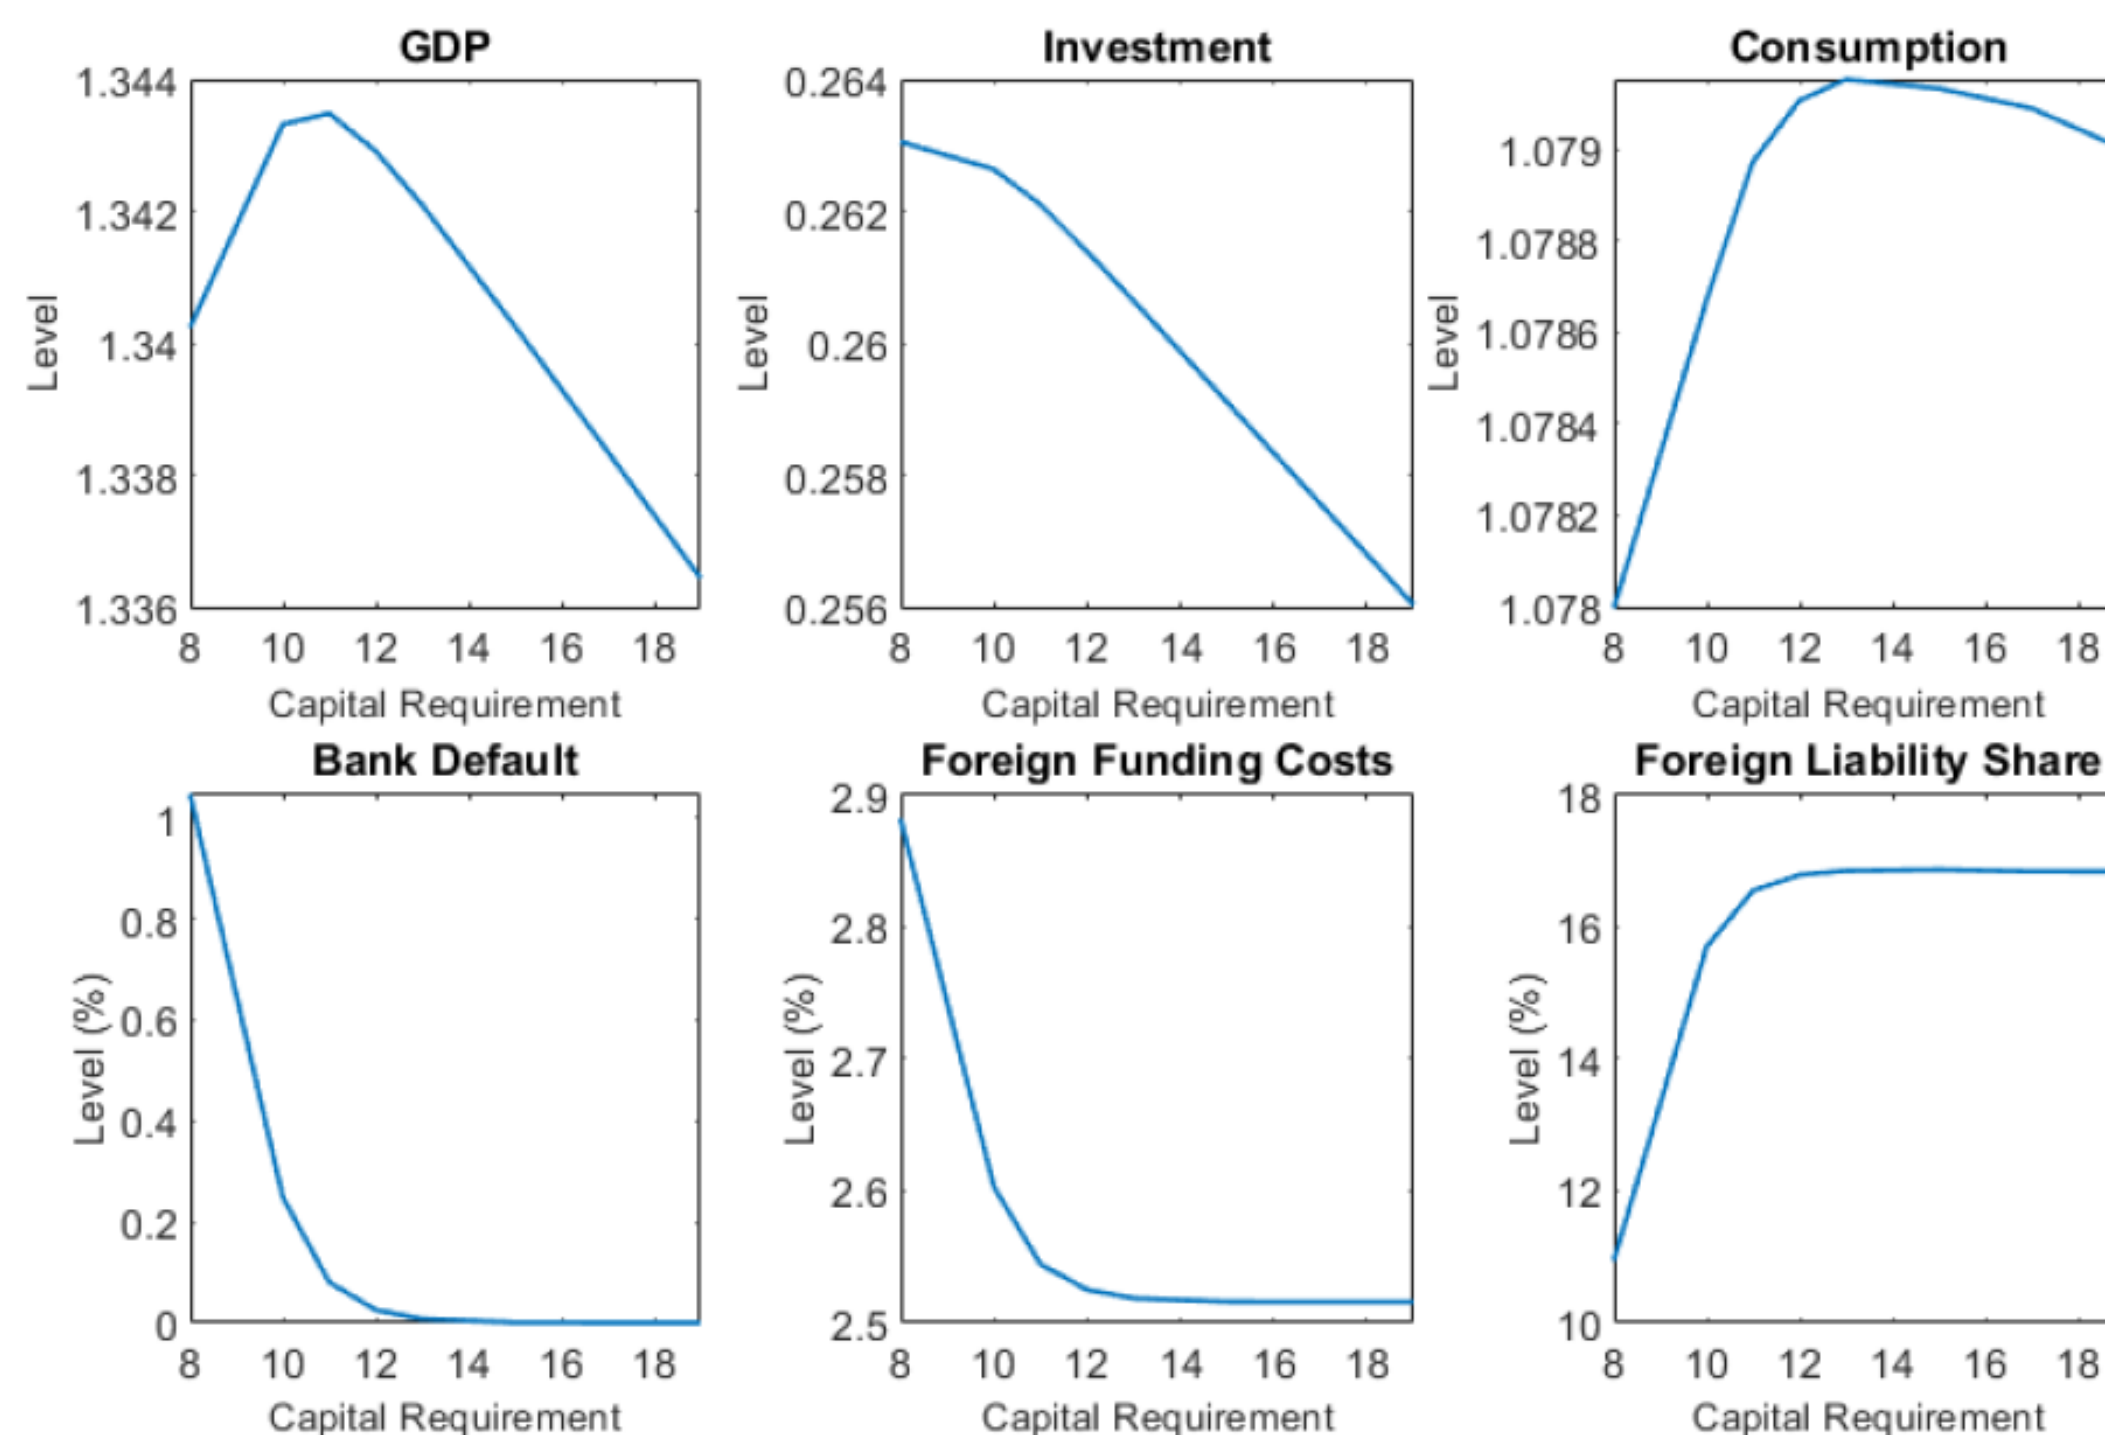 GDP
Investment
Consumption
1.344
1.342
1.34
1.338
1.336
Level
8 10 12 14 16 18
Capital Requirement
0.264
0.262
0.26
0.258
0.256
Level
8 10 12 14 16 18
Capital Requirement
1.079
1.0788
1.0786
1.0784
1.0782
1.078
Level
8 10 12 14 16 18
Capital Requirement
Bank Default
Foreign Funding Costs
Foreign Liability Share
1
0.8
0.6
0.4
0.2
0
Level (%)
8 10 12 14 16 18
Capital Requirement
2.9
2.8
2.7
2.6
2.5
Level (%)
8 10 12 14 16 18
Capital Requirement
18
16
14
12
10
Level (%)
8 10 12 14 16 18
Capital Requirement